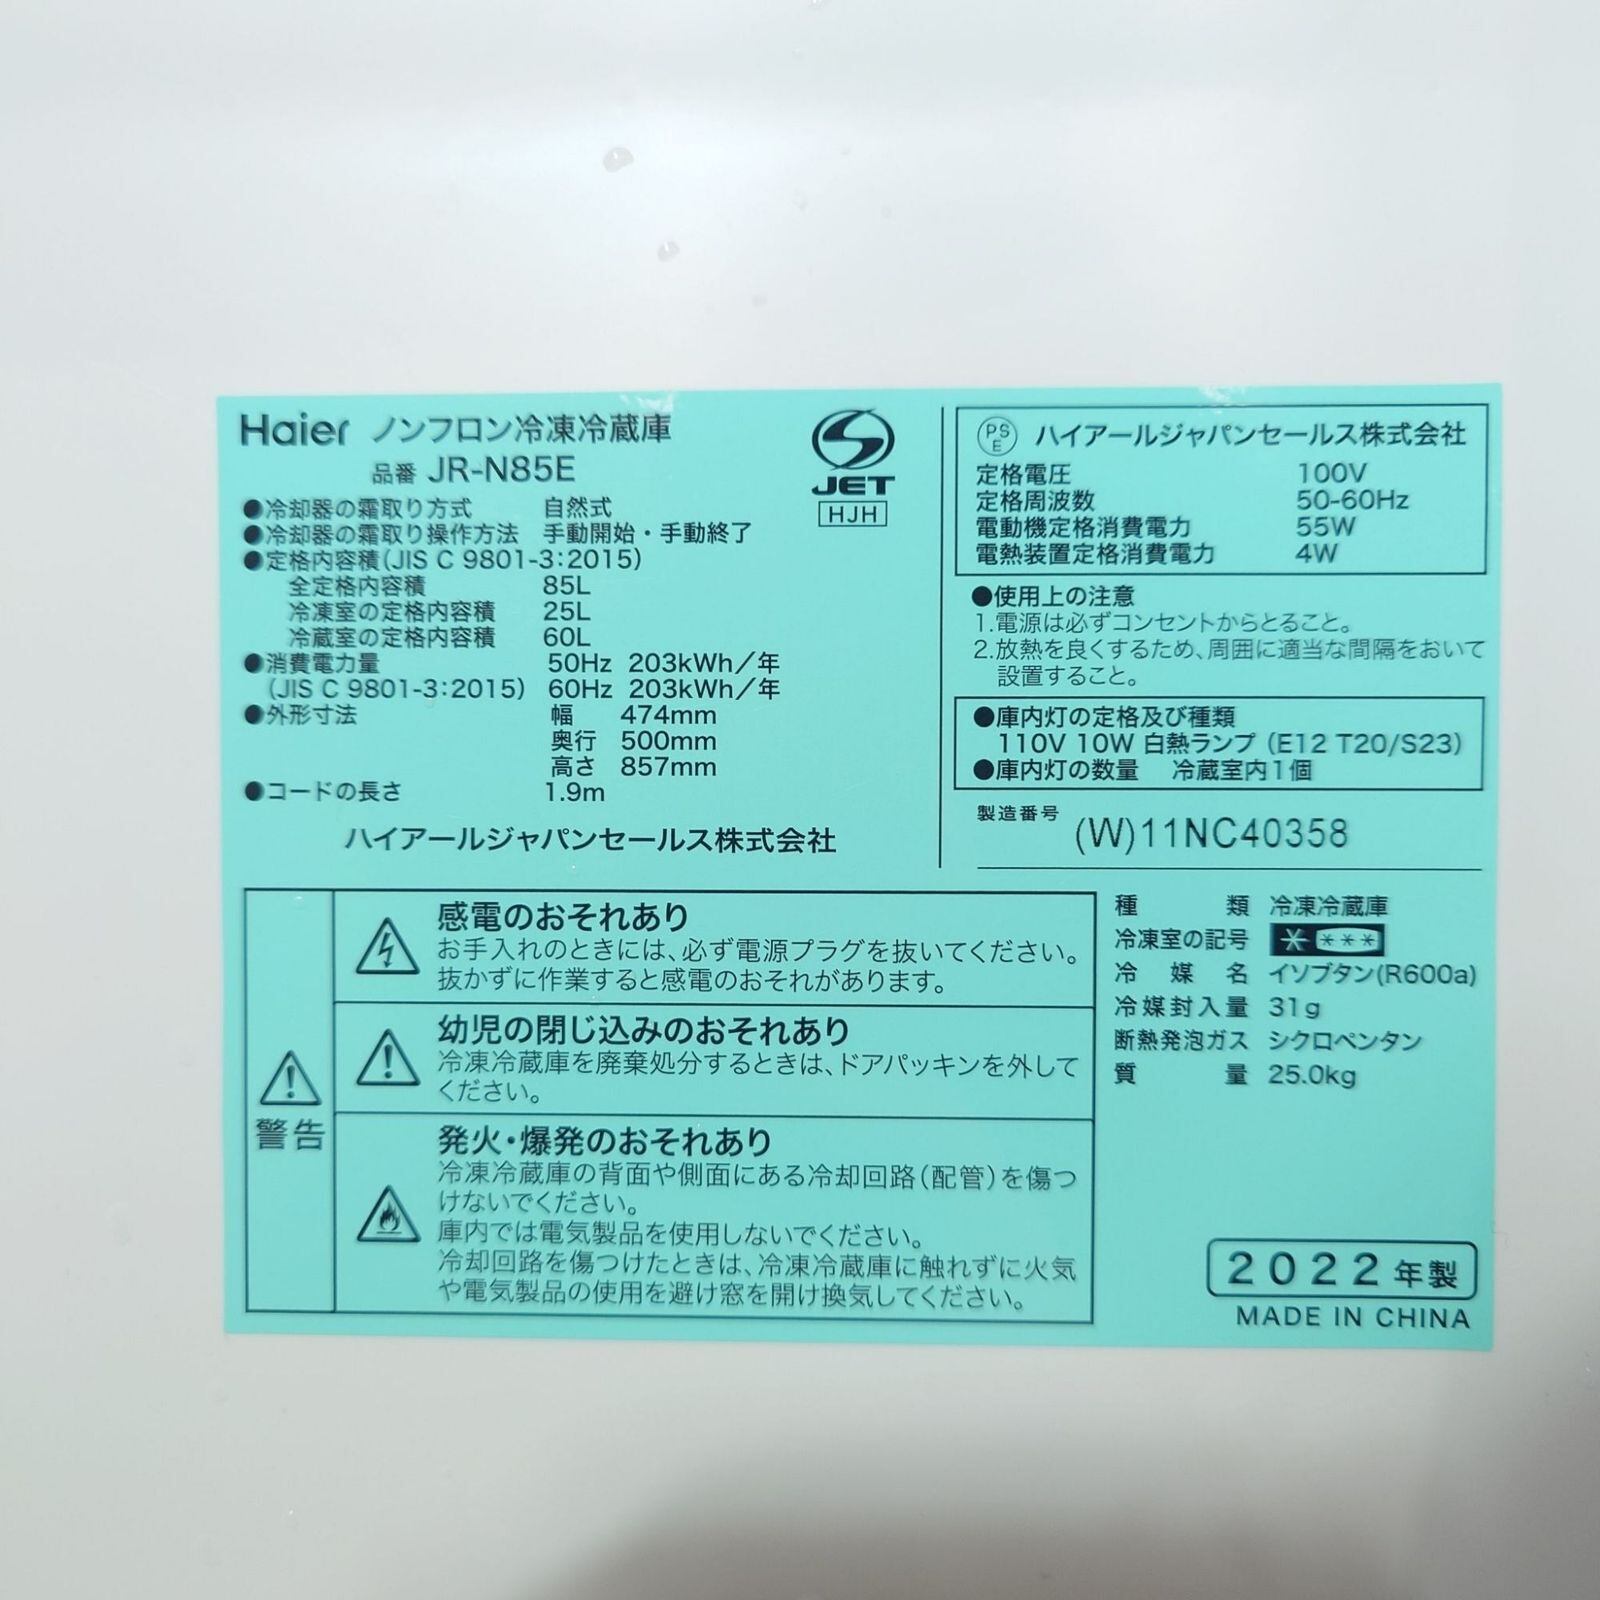 Haier ノンフロン冷凍冷蔵庫
品番 JR-N85E
●冷却器の霜取り方式 自然式
●冷却器の霜取り操作方法 手動開始・手動終了
●定格内容積(JIS C 9801-3:2015)
全定格内容積 85L
冷凍室の定格内容積 25L
冷蔵室の定格内容積 60L
●消費電力量 50Hz 203kWh/年
(JIS C 9801-3:2015) 60Hz 203kWh/年
●外形寸法 幅 474mm
奥行 500mm
高さ 857mm
●コードの長さ 1.9m
ハイアールジャパンセールス株式会社
JET
HJH
PSE ハイアールジャパンセールス株式会社
定格電圧 100V
定格周波数 50-60Hz
電動機定格消費電力 55W
電熱装置定格消費電力 4W
●使用上の注意
1.電源は必ずコンセントからとること。
2.放熱を良くするため、周囲に適当な間隔をおいて
設置すること。
●庫内灯の定格及び種類
110V 10W 白熱ランプ (E12 T20/S23)
●庫内灯の数量 冷蔵室内1個
製造番号 (W)11NC40358
警告
感電のおそれあり
お手入れのときには、必ず電源プラグを抜いてください。
抜かずに作業すると感電のおそれがあります。
幼児の閉じ込みのおそれあり
冷凍冷蔵庫を廃棄処分するときは、ドアパッキンを外して
ください。
発火・爆発のおそれあり
冷凍冷蔵庫の背面や側面にある冷却回路(配管)を傷つ
けないでください。
庫内では電気製品を使用しないでください。
冷却回路を傷つけたときは、冷凍冷蔵庫に触れずに火気
や電気製品の使用を避け窓を開け換気してください。
種類 冷凍冷蔵庫
冷凍室の記号 * ***
冷媒名 イソブタン(R600a)
冷媒封入量 31g
断熱発泡ガス シクロペンタン
質量 25.0kg
2022年製
MADE IN CHINA